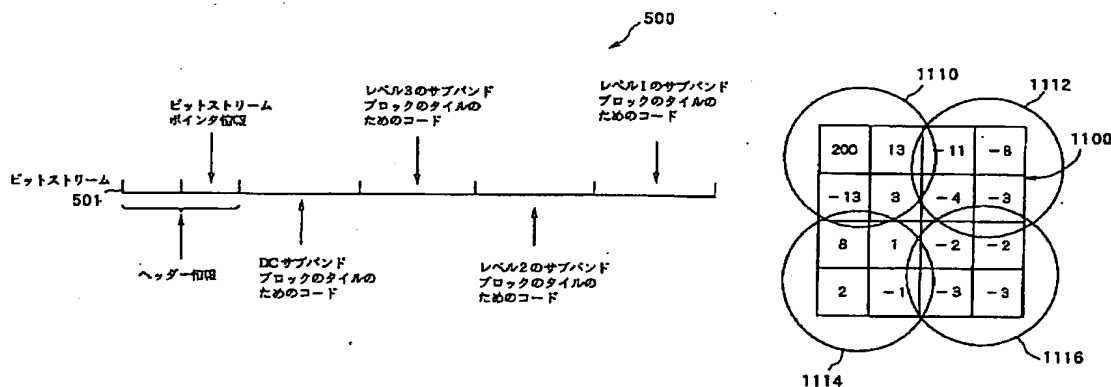 500
レベル3のサブバンド
ブロックのタイルの
ためのコード
レベル1のサブバンド
ブロックのタイルの
ためのコード
ビットストリーム
ポインタ位置
ビットストリーム
501
ヘッダー位置
DCサブバンド
ブロックのタイルの
ためのコード
レベル2のサブバンド
ブロックのタイルの
ためのコード
1110
1112
1100
200 13 -11 -8
-13 3 -4 -3
8 1 -2 -2
2 -1 -3 -3
1114
1116